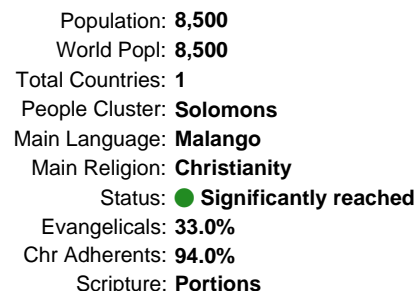 Population: 8,500
World Popl: 8,500
Total Countries: 1
People Cluster: Solomons
Main Language: Malango
Main Religion: Christianity
Status: Significantly reached
Evangelicals: 33.0%
Chr Adherents: 94.0%
Scripture: Portions